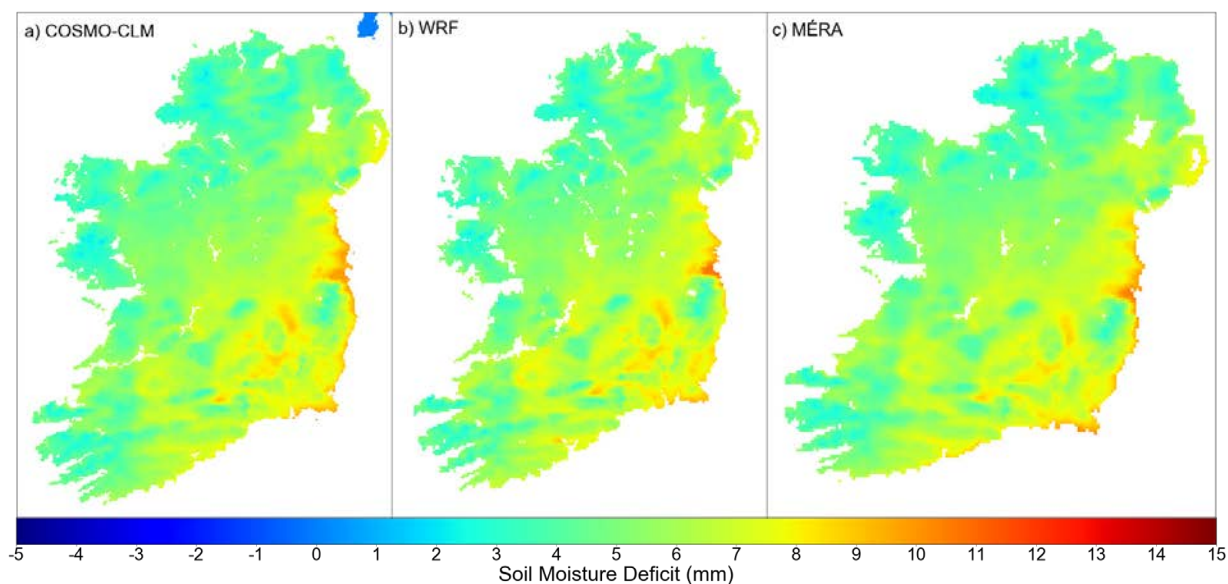 a) COSMO-CLM
b) WRF
c) MÉRA
-5 -4 -3 -2 -1 0 1 2 3 4 5 6 7 8 9 10 11 12 13 14 15
Soil Moisture Deficit (mm)